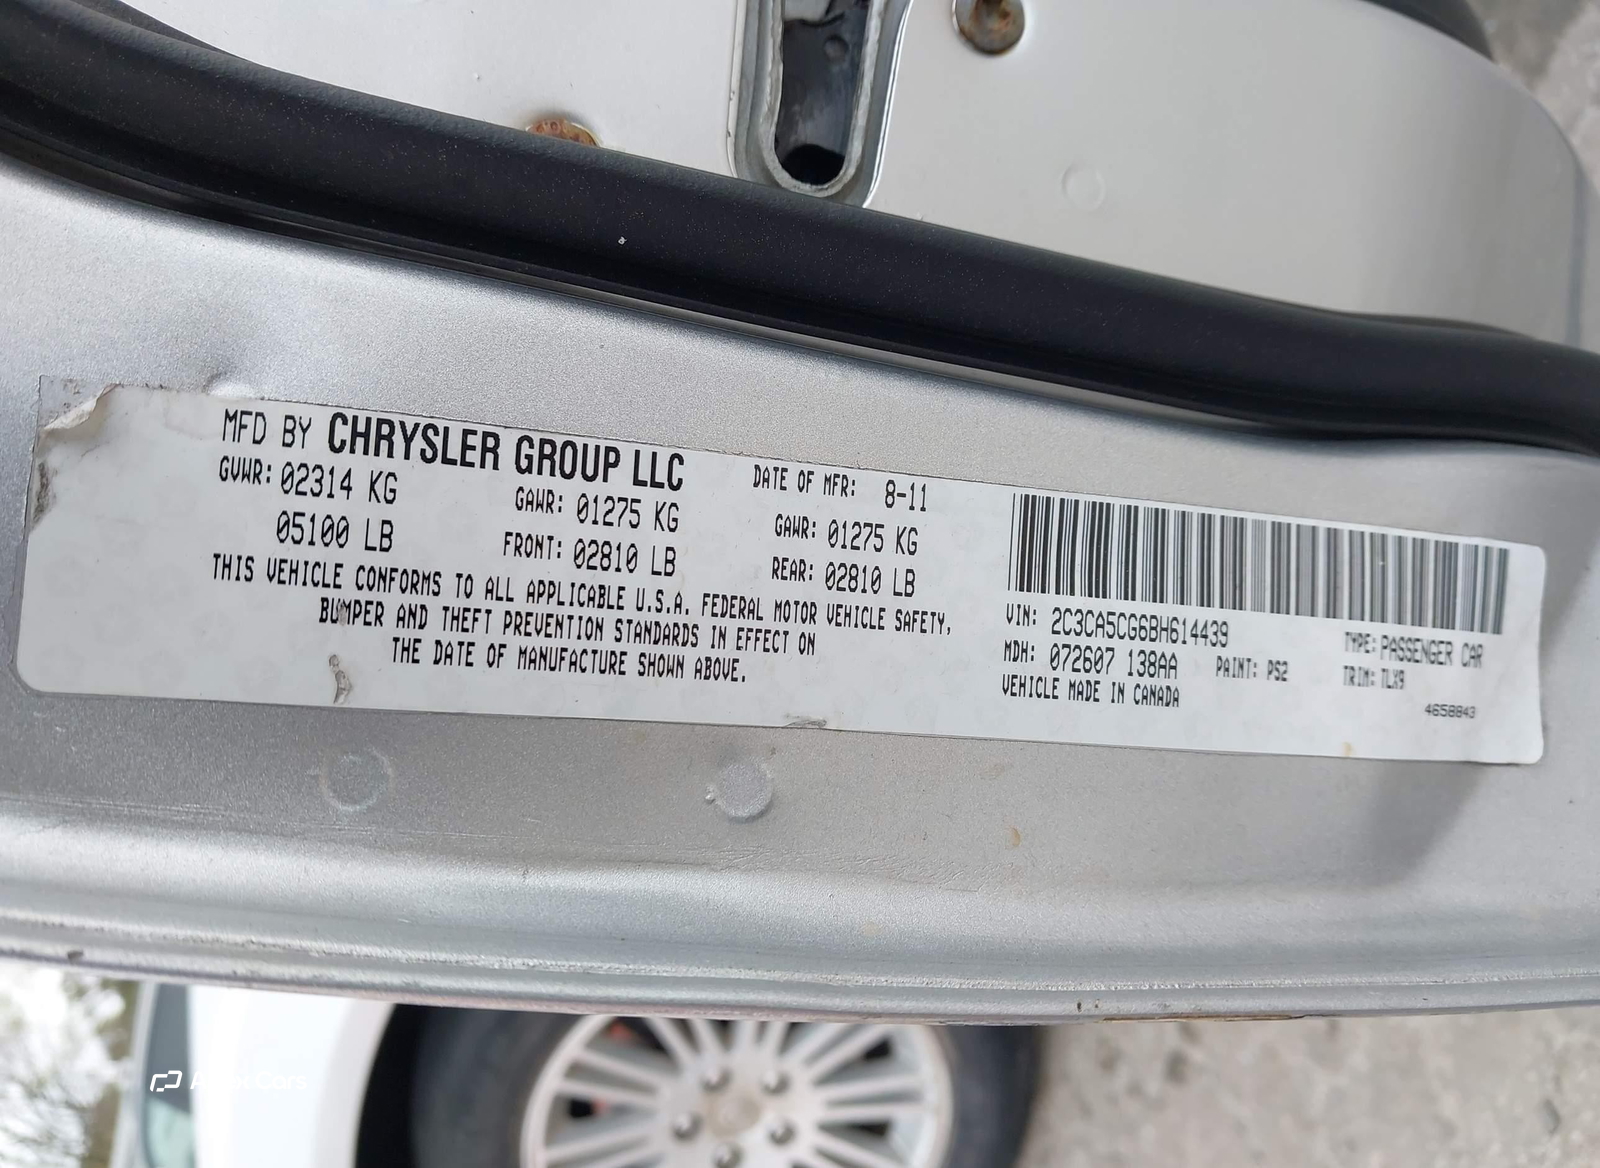 MFD BY CHRYSLER GROUP LLC
DATE OF MFR: 8-11
GVWR: 02314 KG
05100 LB
GAWR: 01275 KG
FRONT: 02810 LB
GAWR: 01275 KG
REAR: 02810 LB
THIS VEHICLE CONFORMS TO ALL APPLICABLE U.S.A. FEDERAL MOTOR VEHICLE SAFETY,
BUMPER AND THEFT PREVENTION STANDARDS IN EFFECT ON
THE DATE OF MANUFACTURE SHOWN ABOVE.
VIN: 2C3CA5CG6BH614439
TYPE: PASSENGER CAR
MDH: 072607 138AA PAINT: PS2
TRIM: TLX9
VEHICLE MADE IN CANADA
4658843